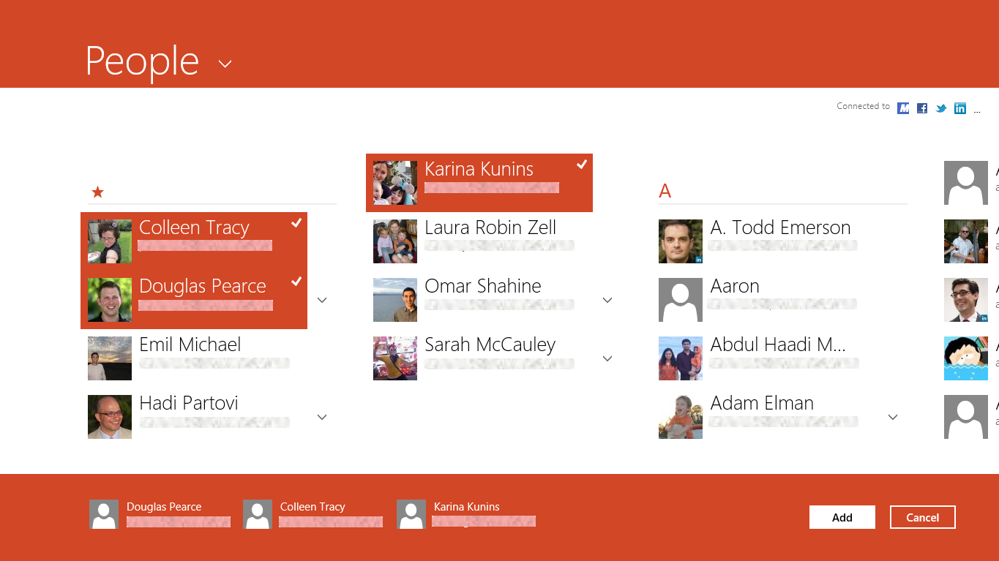 People
Connected to
...
Colleen Tracy
Douglas Pearce
Emil Michael
Hadi Partovi
Karina Kunins
Laura Robin Zell
Omar Shahine
Sarah McCauley
A
A. Todd Emerson
Aaron
Abdul Haadi M...
Adam Elman
Douglas Pearce
Colleen Tracy
Karina Kunins
Add
Cancel